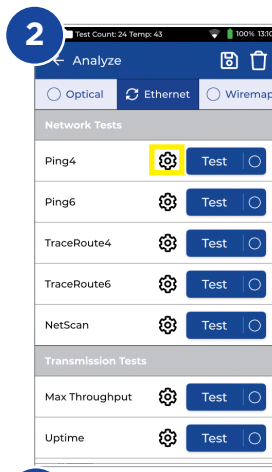 2
Test Count: 24 Temp: 43 100% 13:10
Analyze
Optical Ethernet Wiremap
Network Tests
Ping4 Test
Ping6 Test
TraceRoute4 Test
TraceRoute6 Test
NetScan Test
Transmission Tests
Max Throughput Test
Uptime Test